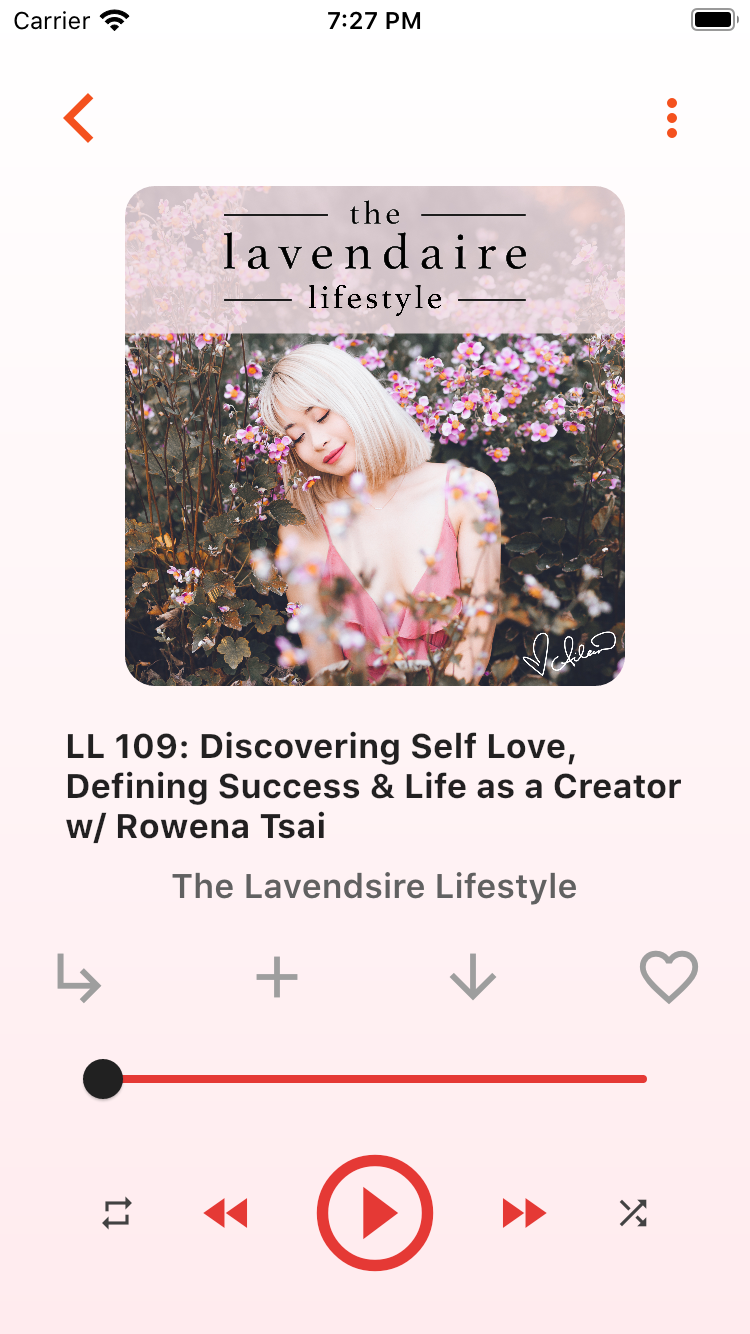 Carrier 7:27 PM
the
lavendaire
lifestyle
Aileen
LL 109: Discovering Self Love,
Defining Success & Life as a Creator
w/ Rowena Tsai
The Lavendsire Lifestyle